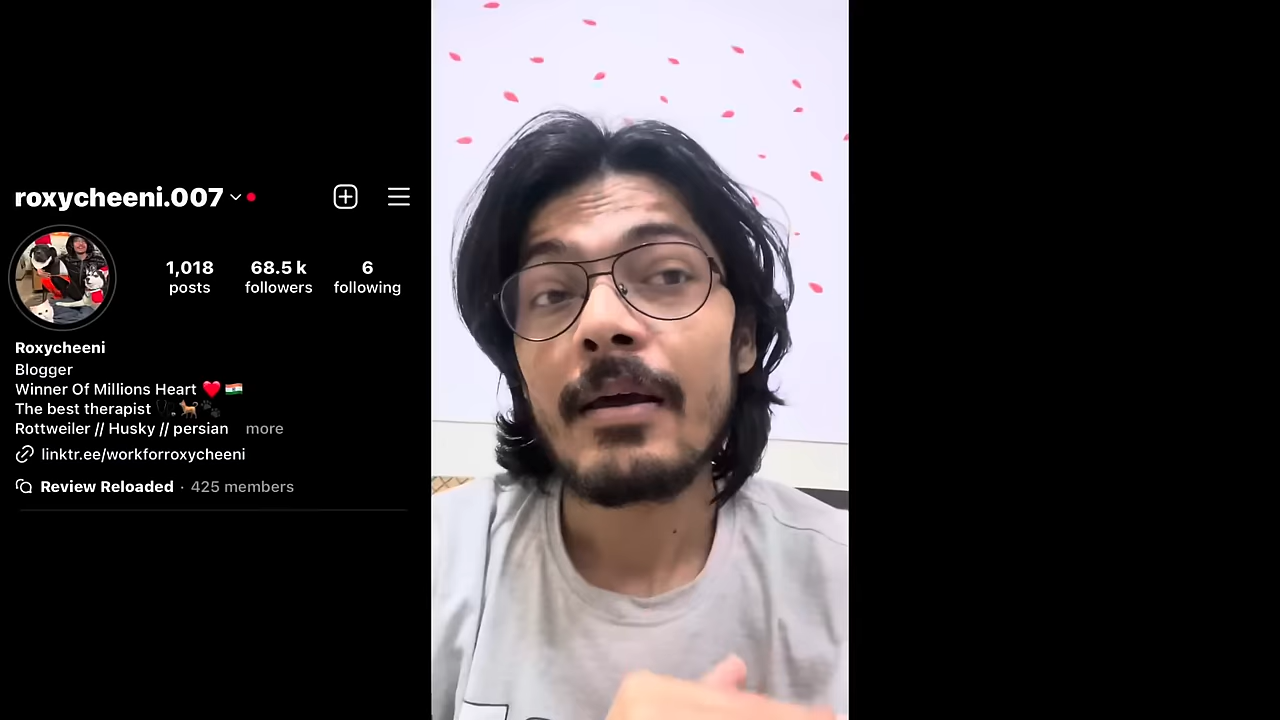 roxycheeni.007
1,018 68.5 k 6
posts followers following
Roxycheeni
Blogger
Winner Of Millions Heart ❤️🇮🇳
The best therapist 🩺🐕🐾
Rottweiler // Husky // persian more
linktr.ee/workforroxycheeni
Review Reloaded · 425 members